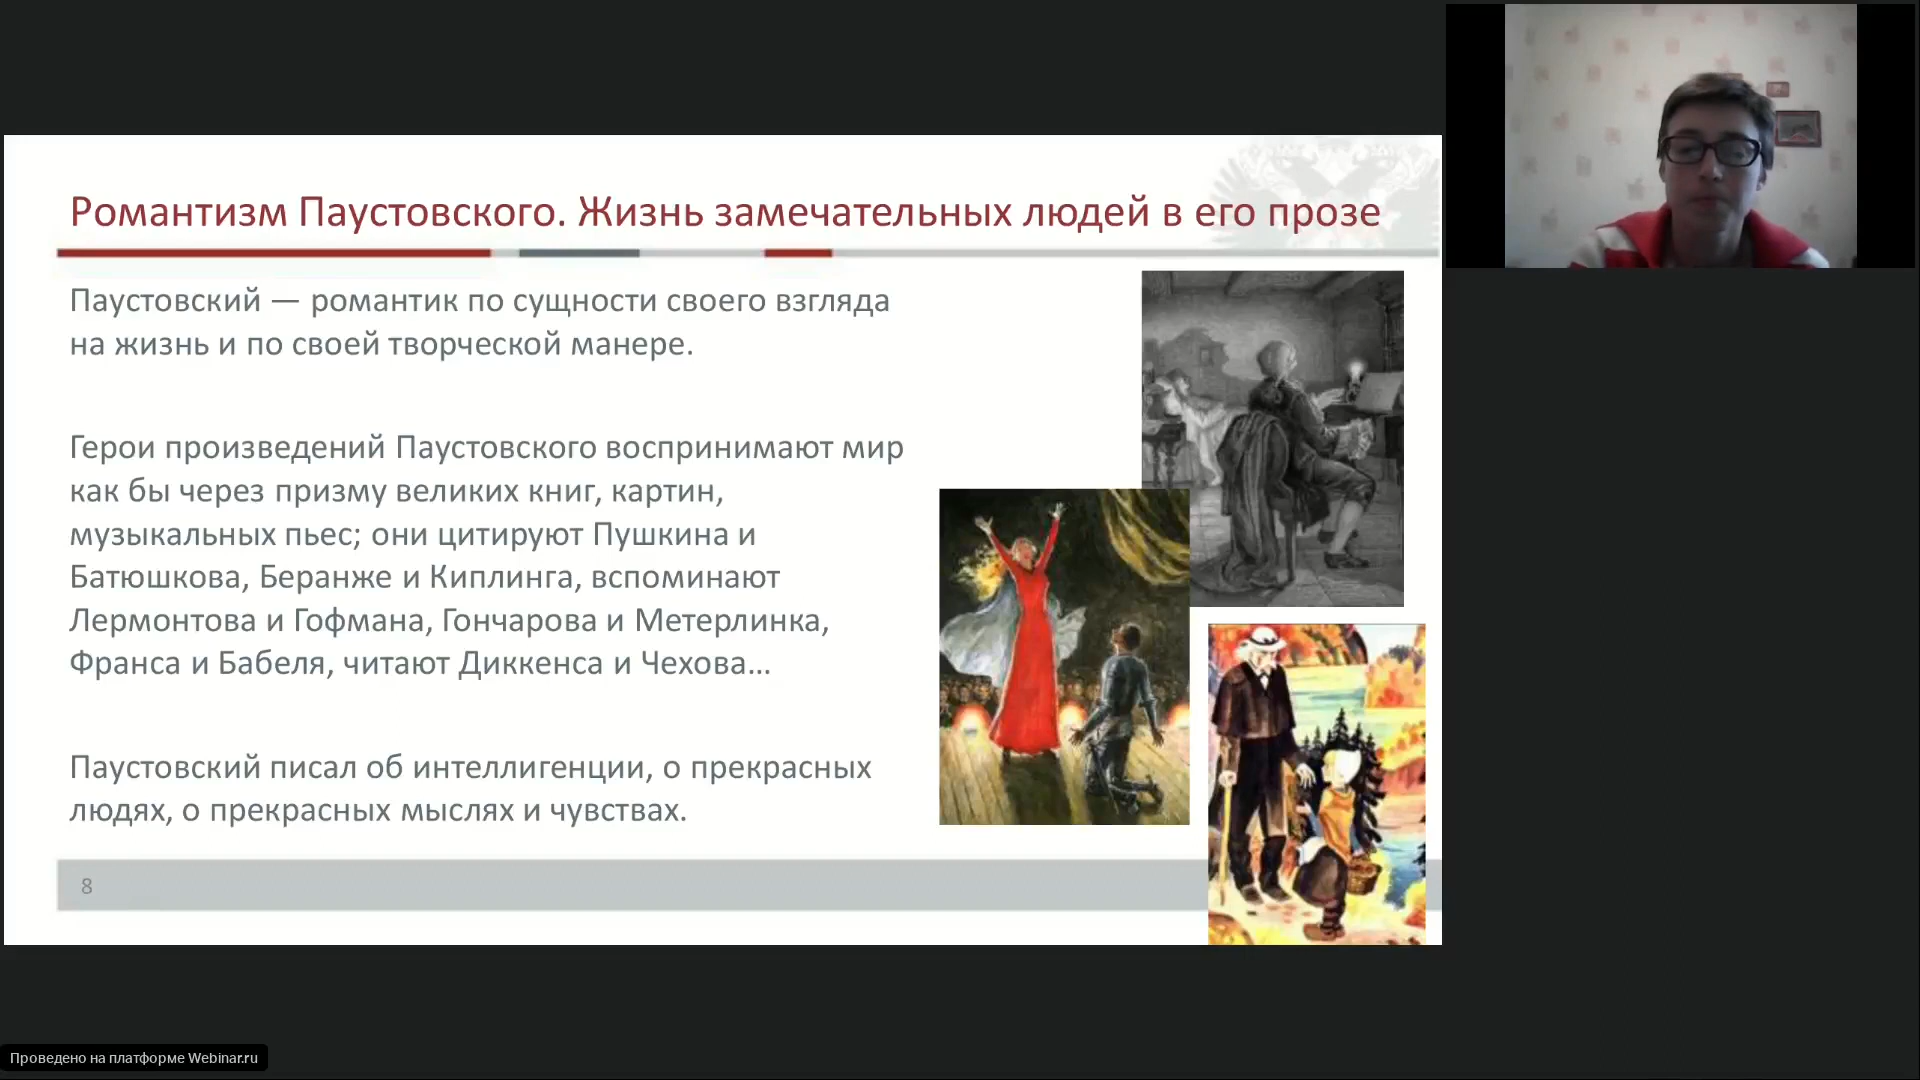 Романтизм Паустовского. Жизнь замечательных людей в его прозе
Паустовский — романтик по сущности своего взгляда
на жизнь и по своей творческой манере.
Герои произведений Паустовского воспринимают мир
как бы через призму великих книг, картин,
музыкальных пьес; они цитируют Пушкина и
Батюшкова, Беранже и Киплинга, вспоминают
Лермонтова и Гофмана, Гончарова и Метерлинка,
Франса и Бабеля, читают Диккенса и Чехова...
Паустовский писал об интеллигенции, о прекрасных
людях, о прекрасных мыслях и чувствах.
8
Проведено на платформе Webinar.ru